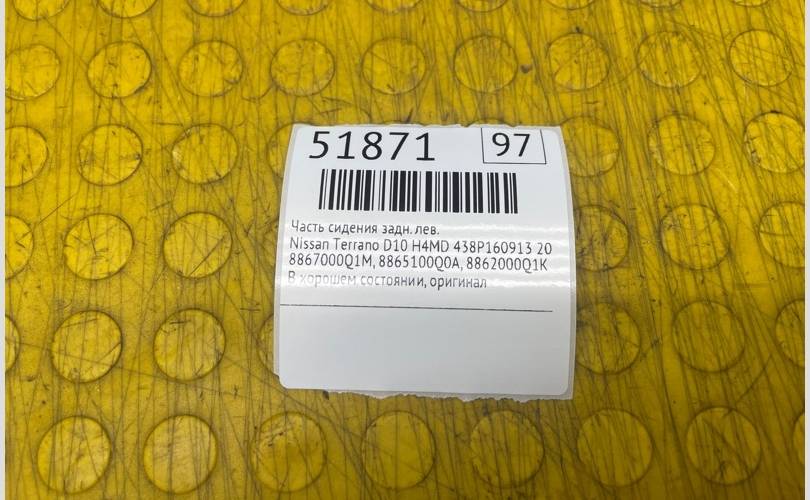 51871 97
Часть сидения задн. лев.
Nissan Terrano D10 H4MD 438P160913 20
8867000Q1M, 8865100Q0A, 8862000Q1K
В хорошем состоянии, оригинал